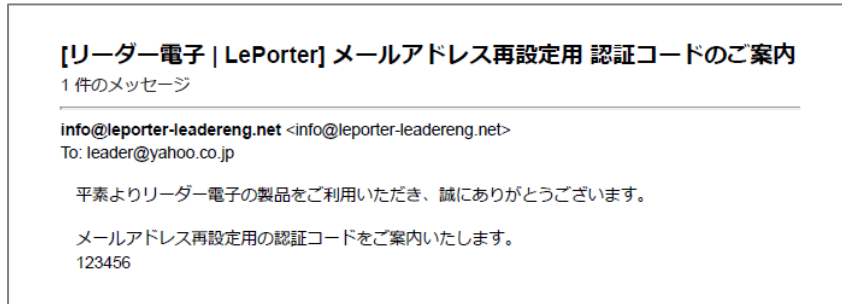 [リーダー電子 | LePorter] メールアドレス再設定用 認証コードのご案内
1 件のメッセージ
info@leporter-leadereng.net <info@leporter-leadereng.net>
To: leader@yahoo.co.jp
平素よりリーダー電子の製品をご利用いただき、誠にありがとうございます。
メールアドレス再設定用の認証コードをご案内いたします。
123456